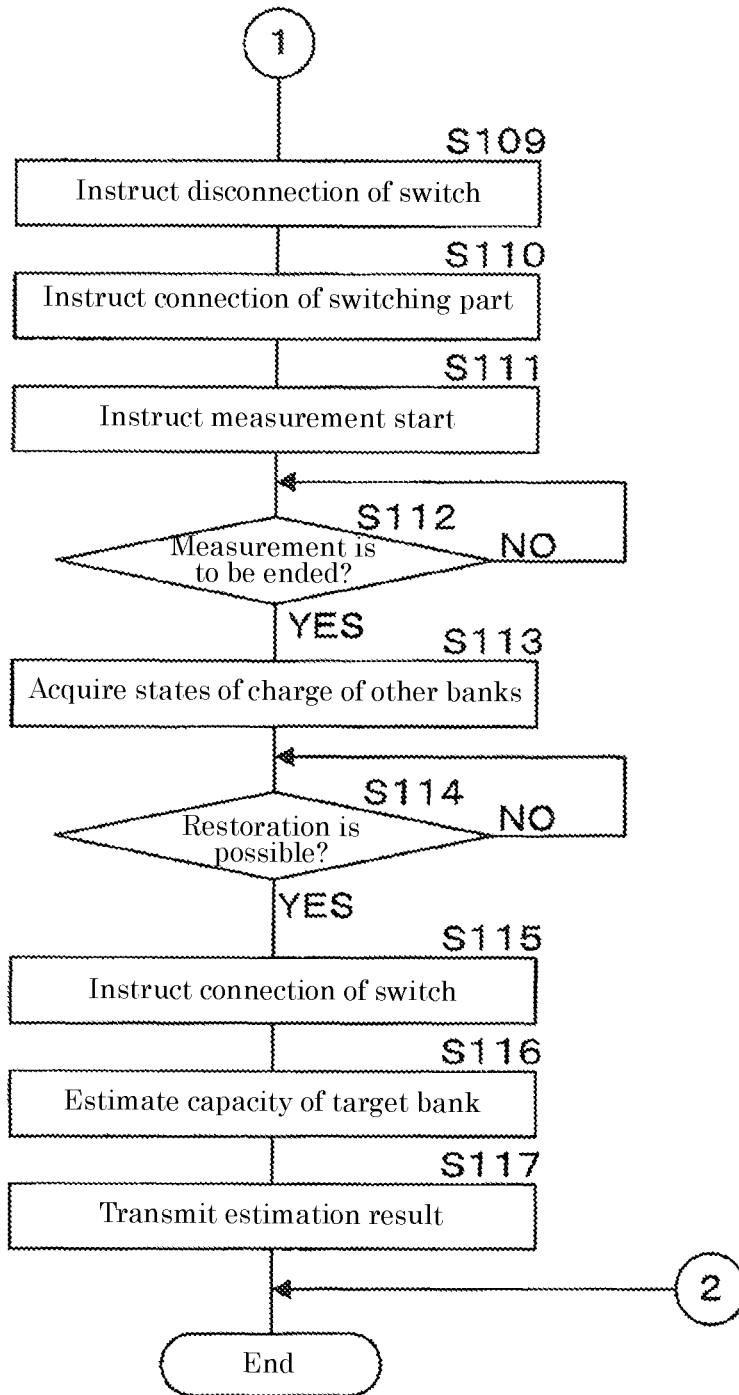 1
S109
Instruct disconnection of switch
S110
Instruct connection of switching part
S111
Instruct measurement start
S112
Measurement is
to be ended?
NO
YES
S113
Acquire states of charge of other banks
S114
Restoration is
possible?
NO
YES
S115
Instruct connection of switch
S116
Estimate capacity of target bank
S117
Transmit estimation result
2
End